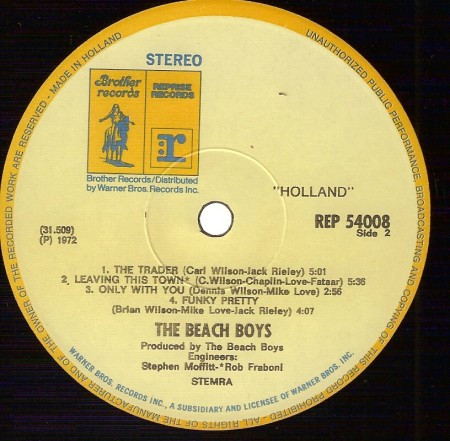 STEREO
Brother
records
REPRISE
RECORDS
:r
Brother Records/Distributed
by Warner Bros. Records Inc.
"HOLLAND"
(31.509)
(P) 1972
REP 54008
Side 2
1. THE TRADER (Carl Wilson-Jack Rieley) 5:01
2. LEAVING THIS TOWN* (C.Wilson-Chaplin-Love-Fataar) 5:36
3. ONLY WITH YOU (Dennis Wilson-Mike Love) 2:56
4. FUNKY PRETTY
(Brian Wilson-Mike Love-Jack Rieley) 4:07
THE BEACH BOYS
Produced by The Beach Boys
Engineers:
Stephen Moffitt-*Rob Fraboni
STEMRA
WARNER BROS. RECORDS INC., A SUBSIDIARY AND LICENSEE OF WARNER BROS. INC.
UNAUTHORIZED PUBLIC PERFORMANCE, BROADCASTING AND COPYING OF THIS RECORD PROHIBITED - ALL RIGHTS OF THE MANUFACTURER AND OF THE OWNER OF THE RECORDED WORK ARE RESERVED - MADE IN HOLLAND